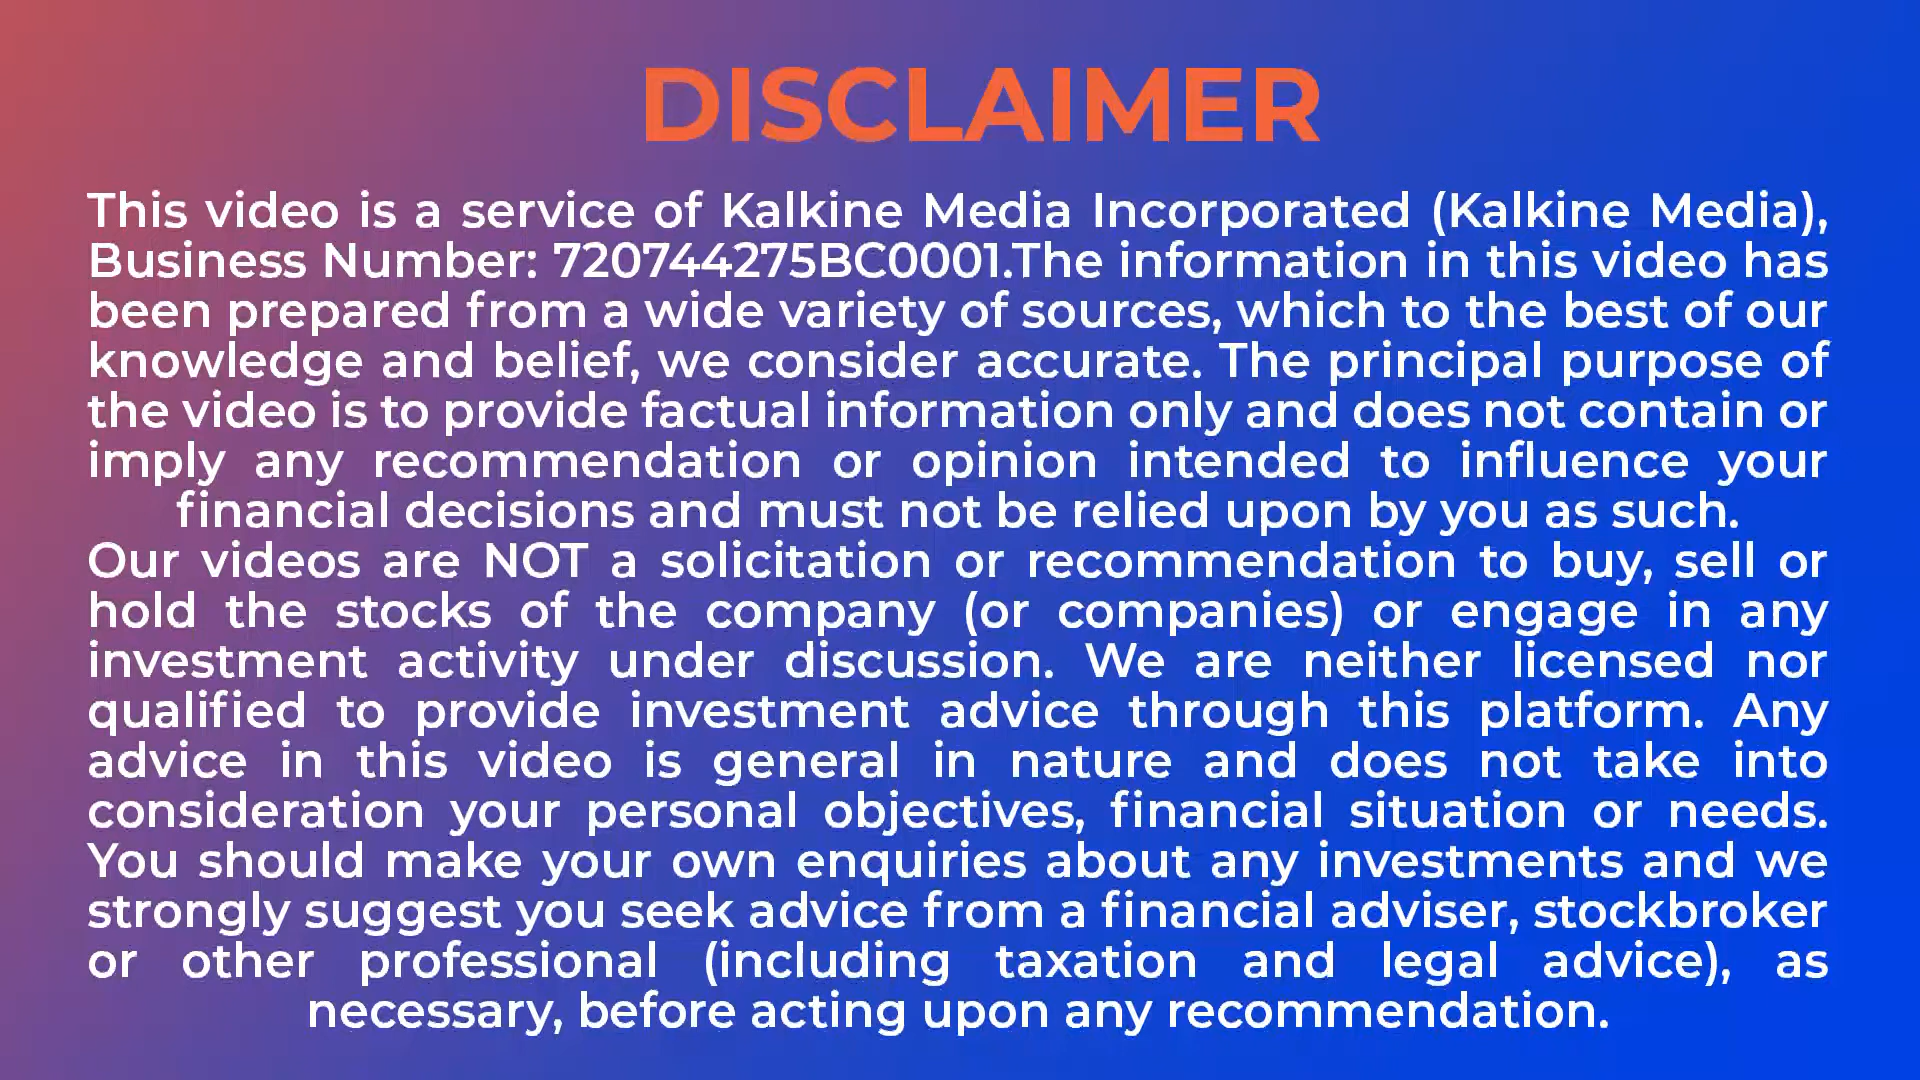 DISCLAIMER
This video is a service of Kalkine Media Incorporated (Kalkine Media),
Business Number: 720744275BC0001.The information in this video has
been prepared from a wide variety of sources, which to the best of our
knowledge and belief, we consider accurate. The principal purpose of
the video is to provide factual information only and does not contain or
imply any recommendation or opinion intended to influence your
financial decisions and must not be relied upon by you as such.
Our videos are NOT a solicitation or recommendation to buy, sell or
hold the stocks of the company (or companies) or engage in any
investment activity under discussion. We are neither licensed nor
qualified to provide investment advice through this platform. Any
advice in this video is general in nature and does not take into
consideration your personal objectives, financial situation or needs.
You should make your own enquiries about any investments and we
strongly suggest you seek advice from a financial adviser, stockbroker
or other professional (including taxation and legal advice), as
necessary, before acting upon any recommendation.